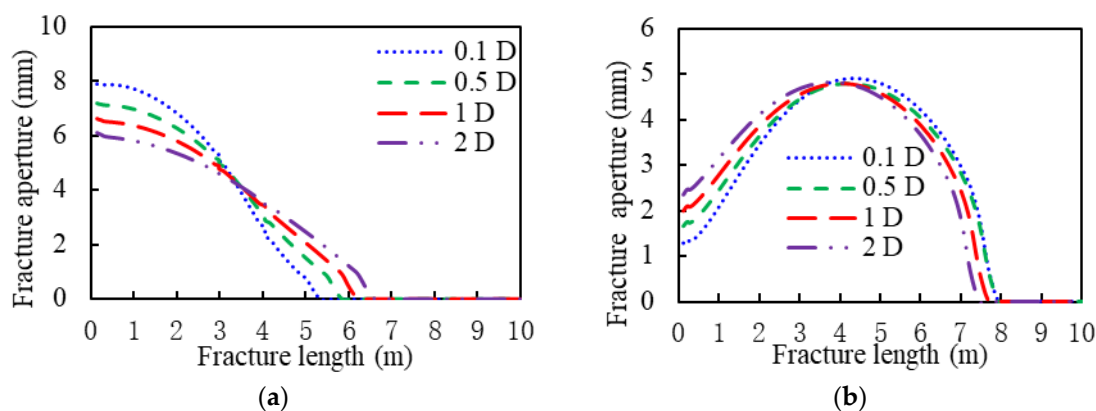 Fracture aperture (mm)
10
8
6
4
2
0
0.1 D
0.5 D
1 D
2 D
0 1 2 3 4 5 6 7 8 9 10
Fracture length (m)
(a)
Fracture aperture (mm)
6
5
4
3
2
1
0
0.1 D
0.5 D
1 D
2 D
0 1 2 3 4 5 6 7 8 9 10
Fracture length (m)
(b)